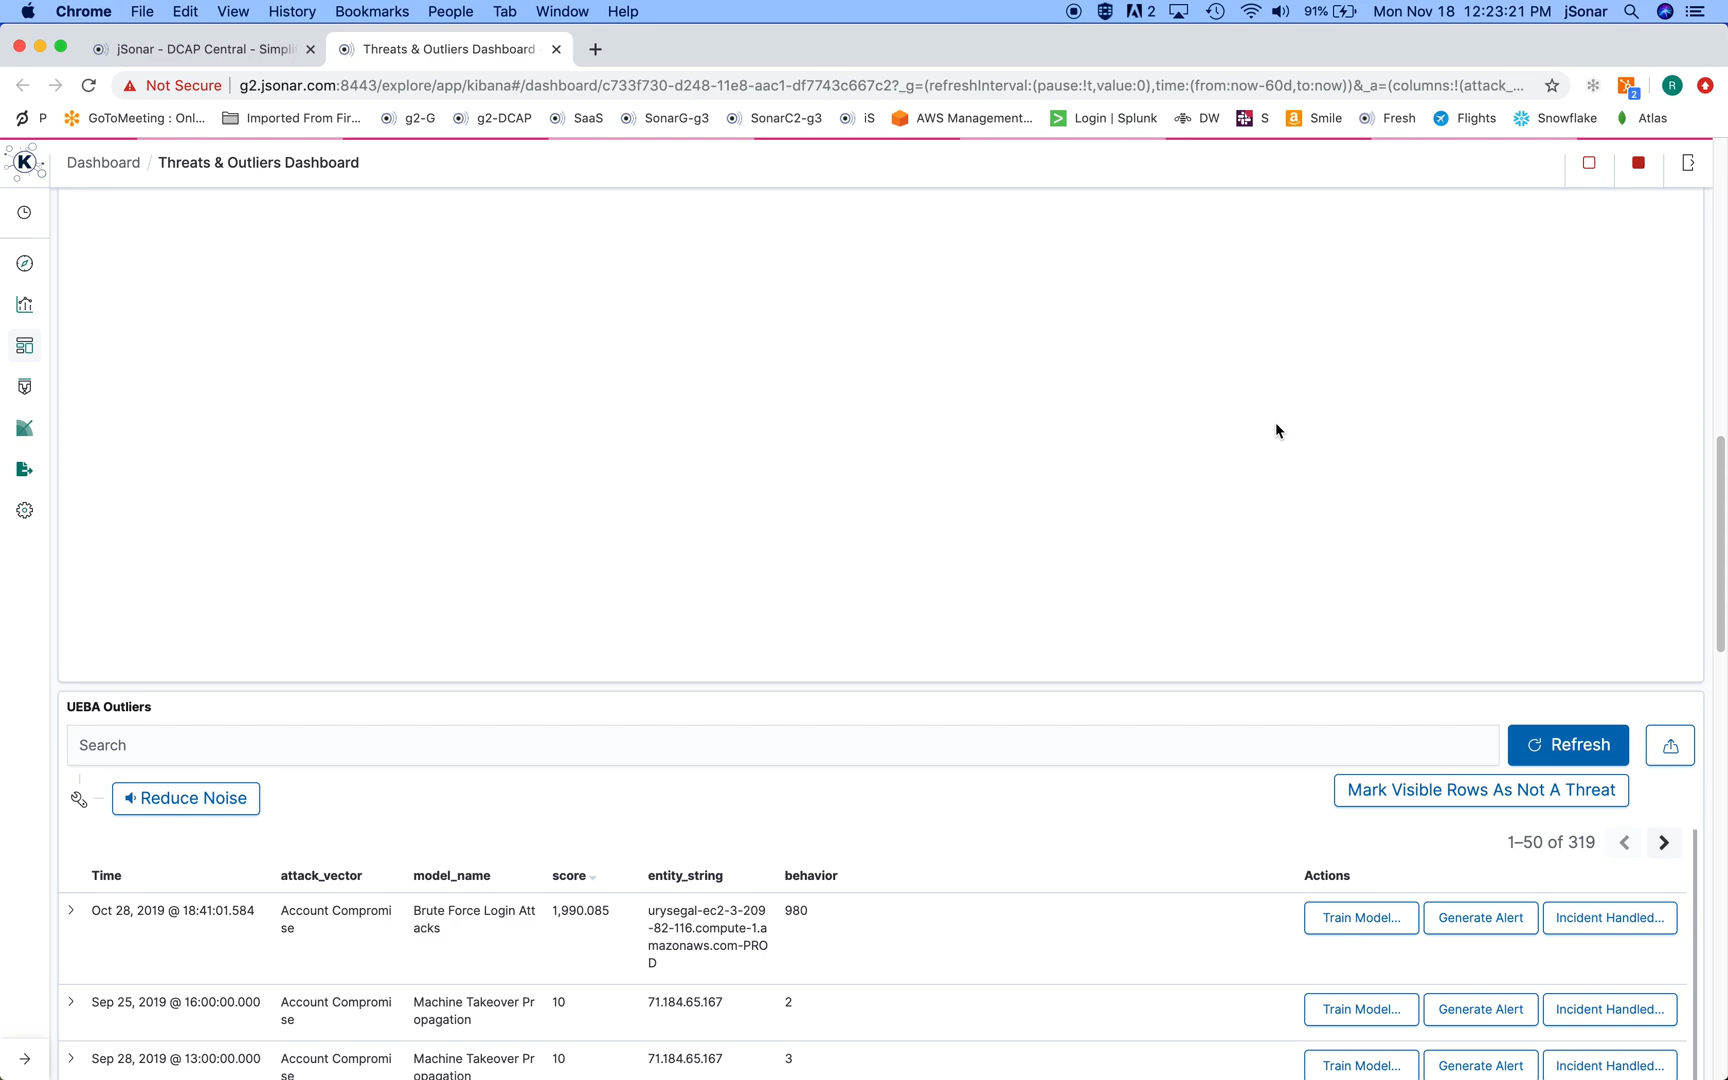 Chrome File Edit View History Bookmarks People Tab Window Help 2 91% Mon Nov 18 12:23:21 PM jSonar
jSonar - DCAP Central - Simpli Threats & Outliers Dashboard
Not Secure g2.jsonar.com:8443/explore/app/kibana#/dashboard/c733f730-d248-11e8-aac1-df7743c667c2?_g=(refreshInterval:(pause:!t,value:0),time:(from:now-60d,to:now))&_a=(columns:!(attack_... 2 R
P GoToMeeting : Onl... Imported From Fir... g2-G g2-DCAP SaaS SonarG-g3 SonarC2-g3 iS AWS Management... Login | Splunk DW S Smile Fresh Flights Snowflake Atlas
K Dashboard / Threats & Outliers Dashboard
UEBA Outliers
Search Refresh
Reduce Noise Mark Visible Rows As Not A Threat
1–50 of 319
Time attack_vector model_name score entity_string behavior Actions
Oct 28, 2019 @ 18:41:01.584 Account Compromi Brute Force Login Att 1,990.085 urysegal-ec2-3-209 980 Train Model... Generate Alert Incident Handled...
se acks -82-116.compute-1.a
mazonaws.com-PRO
D
Sep 25, 2019 @ 16:00:00.000 Account Compromi Machine Takeover Pr 10 71.184.65.167 2 Train Model... Generate Alert Incident Handled...
se opagation
Sep 28, 2019 @ 13:00:00.000 Account Compromi Machine Takeover Pr 10 71.184.65.167 3 Train Model... Generate Alert Incident Handled...
se opagation